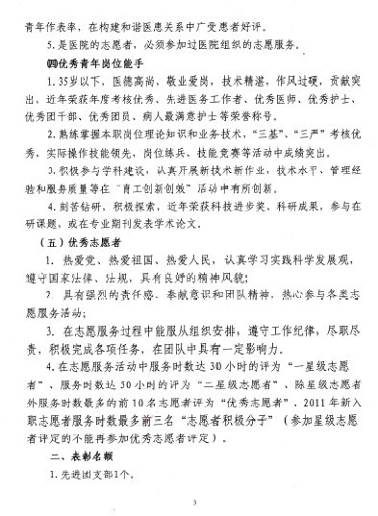 青年作表率，在构建和谐医患关系中广受患者好评。
5.是医院的志愿者，必须参加过医院组织的志愿服务。
㈣优秀青年岗位能手
1.35岁以下，医德高尚，敬业爱岗，技术精湛，作风过硬，贡献突
出。近年荣获年度考核优秀、先进医务工作者、优秀医师、优秀护士、
优秀团干部、优秀团员、病人最满意护士等荣誉称号。
2.熟练掌握本职岗位理论知识和业务技术，“三基”、“三严”考核优
秀，实际操作技能领先，岗位练兵、技能竞赛等活动中成绩突出。
3.积极参与学科建设，认真开展新技术新作业，技术水平、管理经
验和服务质量等在“青工创新创效”活动中有所创新。
4.刻苦钻研，积极探索，近年荣获科技进步奖、科研成果，参与在
研课题，或在专业期刊发表学术论文。
（五）优秀志愿者
1. 热爱党、热爱祖国、热爱人民，认真学习实践科学发展观，
遵守国家法律、法规，具有良好的精神风貌；
2 具有强烈的责任感、奉献意识和团队精神，热心参与各类志
愿服务活动；
3. 在志愿服务过程中能服从组织安排，遵守工作纪律，尽职尽
责，积极完成各项任务，在团队中具有一定影响力。
4.在志愿服务活动中服务时数达 30 小时的评为“一星级志愿
者”、服务时数达 50 小时的评为“二星级志愿者”、除星级志愿者
外服务时数最多的前 10 名志愿者评为“优秀志愿者”、2011 年新入
职志愿者服务时数最多前三名“志愿者积极分子”（参加星级志愿
者评定的不能再参加优秀志愿者评定）。
二、表彰名额
1.先进团支部1个。
3